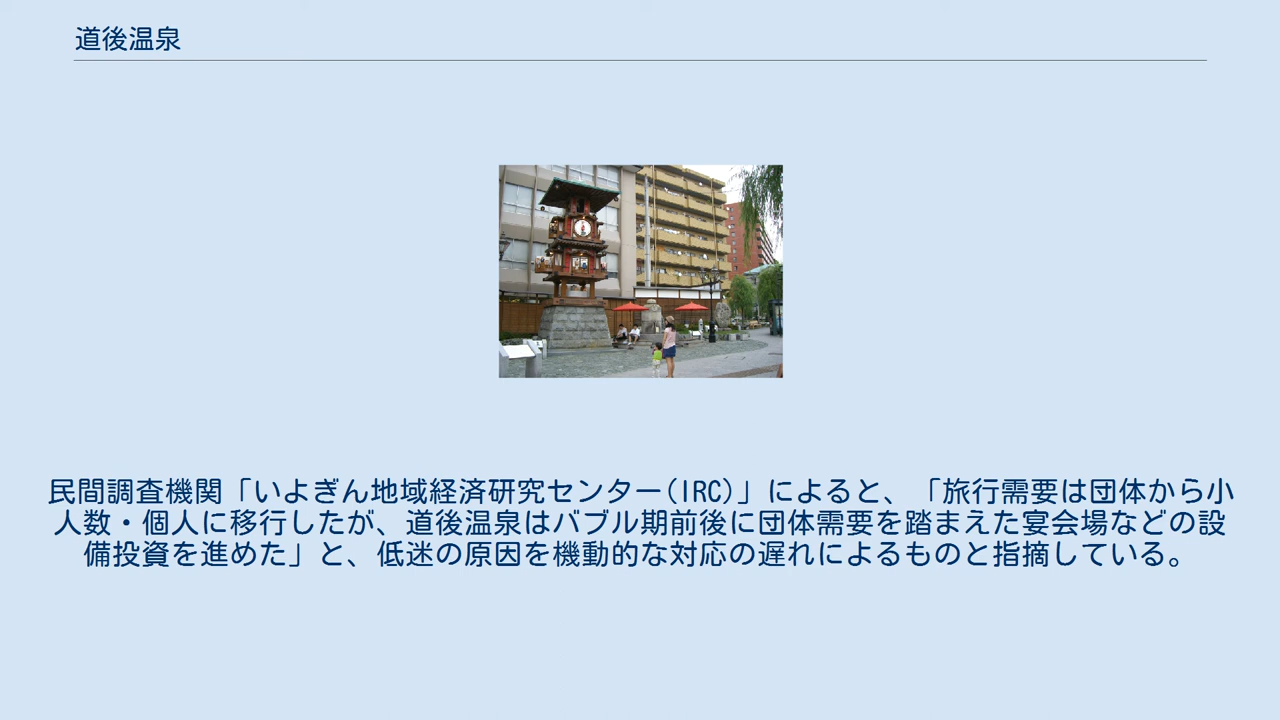 道後温泉
民間調査機関「いよぎん地域経済研究センター(IRC)」によると、「旅行需要は団体から小
人数・個人に移行したが、道後温泉はバブル期前後に団体需要を踏まえた宴会場などの設
備投資を進めた」と、低迷の原因を機動的な対応の遅れによるものと指摘している。